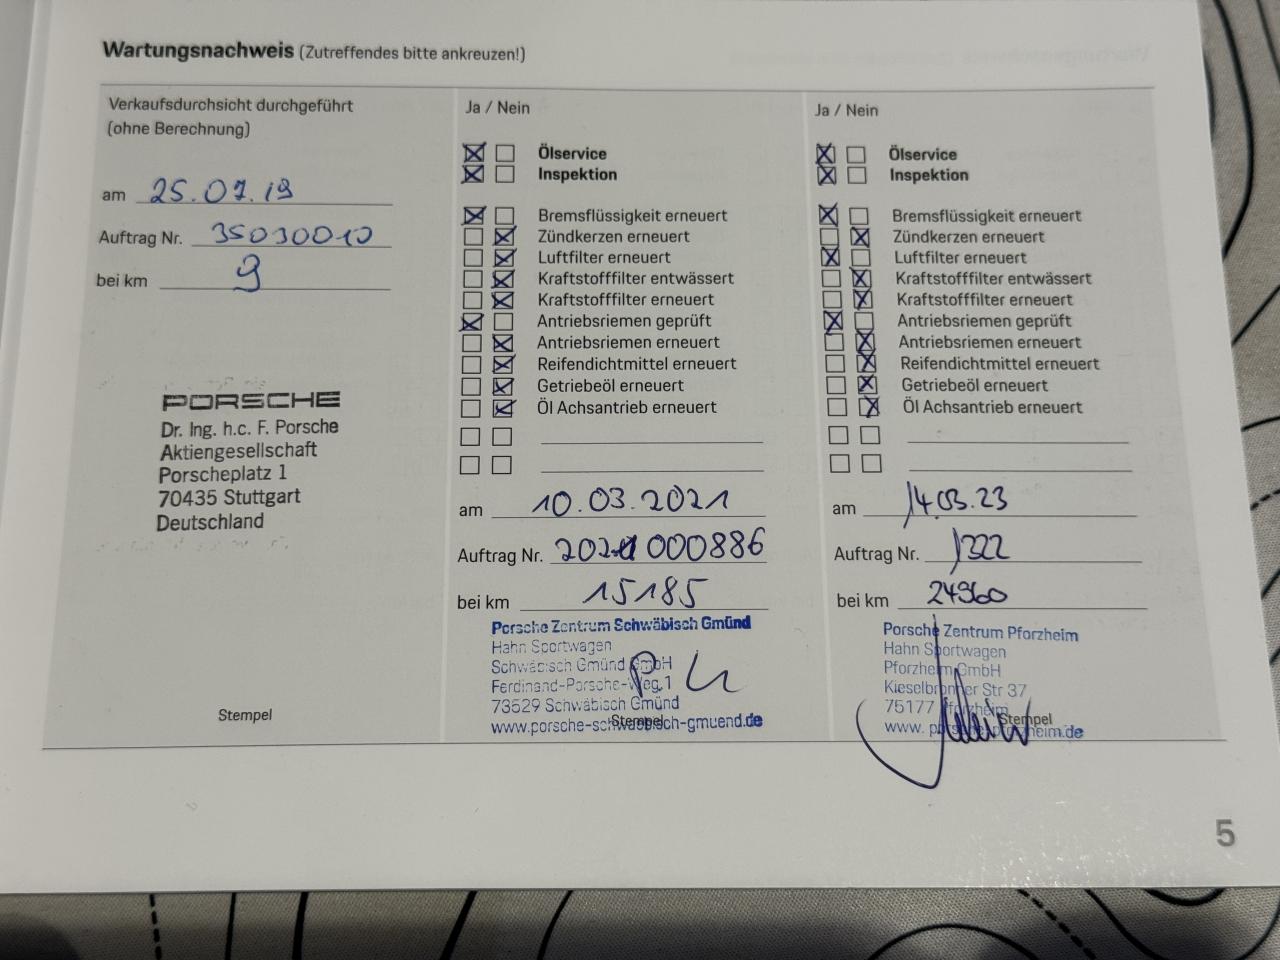 Wartungsnachweis (Zutreffendes bitte ankreuzen!)
Verkaufsdurchsicht durchgeführt
(ohne Berechnung)
am 25.07.19
Auftrag Nr. 35030010
bei km 9
PORSCHE
Dr. Ing. h.c. F. Porsche
Aktiengesellschaft
Porscheplatz 1
70435 Stuttgart
Deutschland
Stempel
Ja / Nein
Ölservice
Inspektion
Bremsflüssigkeit erneuert
Zündkerzen erneuert
Luftfilter erneuert
Kraftstofffilter entwässert
Kraftstofffilter erneuert
Antriebsriemen geprüft
Antriebsriemen erneuert
Reifendichtmittel erneuert
Getriebeöl erneuert
Öl Achsantrieb erneuert
am 10.03.2021
Auftrag Nr. 2021000886
bei km 15185
Porsche Zentrum Schwäbisch Gmünd
Hahn Sportwagen
Schwäbisch Gmünd GmbH
Ferdinand-Porsche-Weg 1
73529 Schwäbisch Gmünd
www.porsche-schwaebisch-gmuend.de
Stempel
Ja / Nein
Ölservice
Inspektion
Bremsflüssigkeit erneuert
Zündkerzen erneuert
Luftfilter erneuert
Kraftstofffilter entwässert
Kraftstofffilter erneuert
Antriebsriemen geprüft
Antriebsriemen erneuert
Reifendichtmittel erneuert
Getriebeöl erneuert
Öl Achsantrieb erneuert
am 14.03.23
Auftrag Nr. 1322
bei km 24960
Porsche Zentrum Pforzheim
Hahn Sportwagen
Pforzheim GmbH
Kieselbronner Str 37
75177 Pforzheim
www.porsche-pforzheim.de
Stempel
5